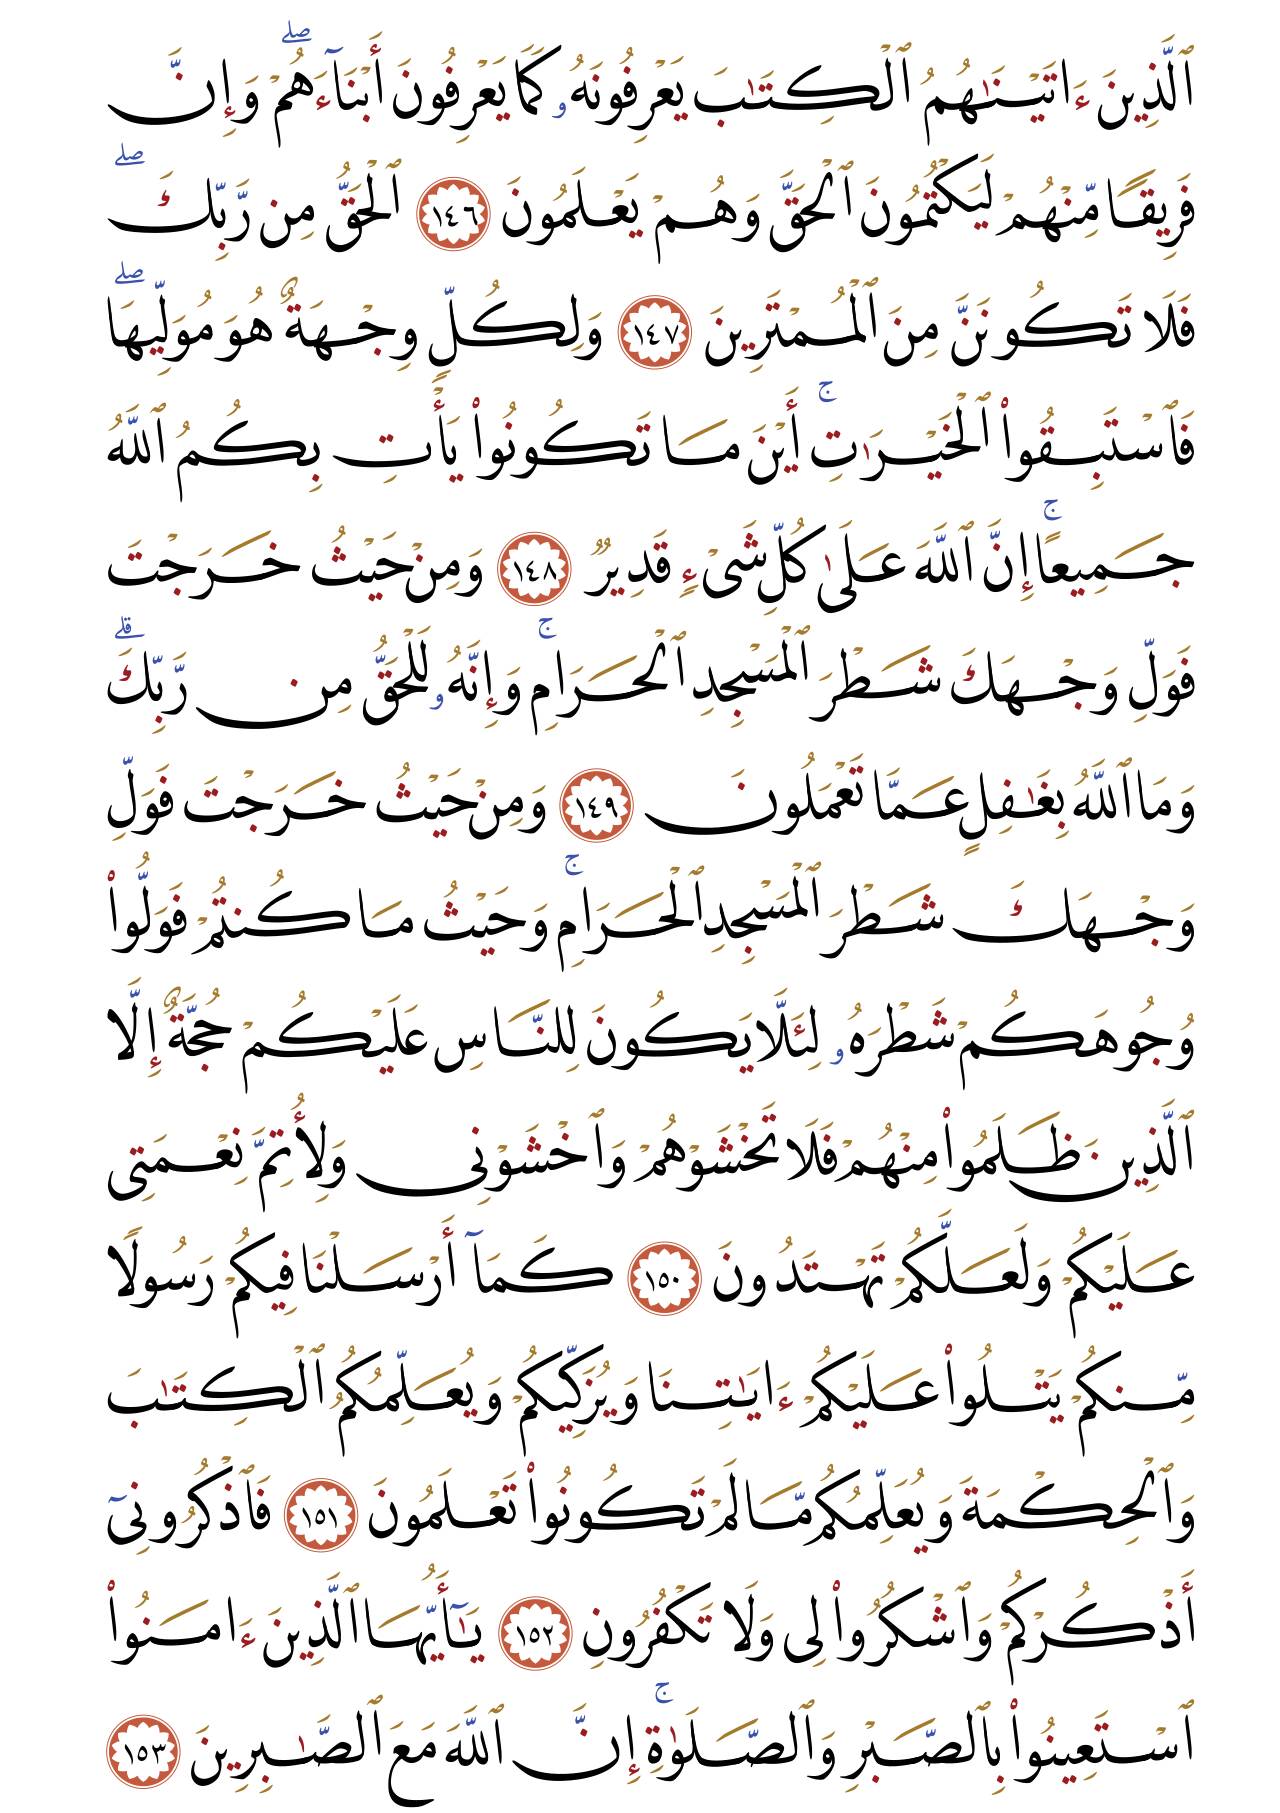 ٱلَّذِينَ ءَاتَيْنَٰهُمُ ٱلْكِتَٰبَ يَعْرِفُونَهُۥ كَمَا يَعْرِفُونَ أَبْنَآءَهُمْ ۖ وَإِنَّ
فَرِيقًا مِّنْهُمْ لَيَكْتُمُونَ ٱلْحَقَّ وَهُمْ يَعْلَمُونَ ١٤٦ ٱلْحَقُّ مِن رَّبِّكَ ۖ
فَلَا تَكُونَنَّ مِنَ ٱلْمُمْتَرِينَ ١٤٧ وَلِكُلٍّ وِجْهَةٌ هُوَ مُوَلِّيهَا ۖ
فَٱسْتَبِقُوا۟ ٱلْخَيْرَٰتِ ۚ أَيْنَ مَا تَكُونُوا۟ يَأْتِ بِكُمُ ٱللَّهُ
جَمِيعًا ۚ إِنَّ ٱللَّهَ عَلَىٰ كُلِّ شَىْءٍ قَدِيرٌ ١٤٨ وَمِنْ حَيْثُ خَرَجْتَ
فَوَلِّ وَجْهَكَ شَطْرَ ٱلْمَسْجِدِ ٱلْحَرَامِ ۚ وَإِنَّهُۥ لَلْحَقُّ مِن رَّبِّكَ ۗ
وَمَا ٱللَّهُ بِغَٰفِلٍ عَمَّا تَعْمَلُونَ ١٤٩ وَمِنْ حَيْثُ خَرَجْتَ فَوَلِّ
وَجْهَكَ شَطْرَ ٱلْمَسْجِدِ ٱلْحَرَامِ ۚ وَحَيْثُ مَا كُنتُمْ فَوَلُّوا۟
وُجُوهَكُمْ شَطْرَهُۥ لِئَلَّا يَكُونَ لِلنَّاسِ عَلَيْكُمْ حُجَّةٌ إِلَّا
ٱلَّذِينَ ظَلَمُوا۟ مِنْهُمْ فَلَا تَخْشَوْهُمْ وَٱخْشَوْنِى وَلِأُتِمَّ نِعْمَتِى
عَلَيْكُمْ وَلَعَلَّكُمْ تَهْتَدُونَ ١٥٠ كَمَآ أَرْسَلْنَا فِيكُمْ رَسُولًا
مِّنكُمْ يَتْلُوا۟ عَلَيْكُمْ ءَايَٰتِنَا وَيُزَكِّيكُمْ وَيُعَلِّمُكُمُ ٱلْكِتَٰبَ
وَٱلْحِكْمَةَ وَيُعَلِّمُكُم مَّا لَمْ تَكُونُوا۟ تَعْلَمُونَ ١٥١ فَٱذْكُرُونِىٓ
أَذْكُرْكُمْ وَٱشْكُرُوا۟ لِى وَلَا تَكْفُرُونِ ١٥٢ يَٰٓأَيُّهَا ٱلَّذِينَ ءَامَنُوا۟
ٱسْتَعِينُوا۟ بِٱلصَّبْرِ وَٱلصَّلَوٰةِ ۚ إِنَّ ٱللَّهَ مَعَ ٱلصَّٰبِرِينَ ١٥٣